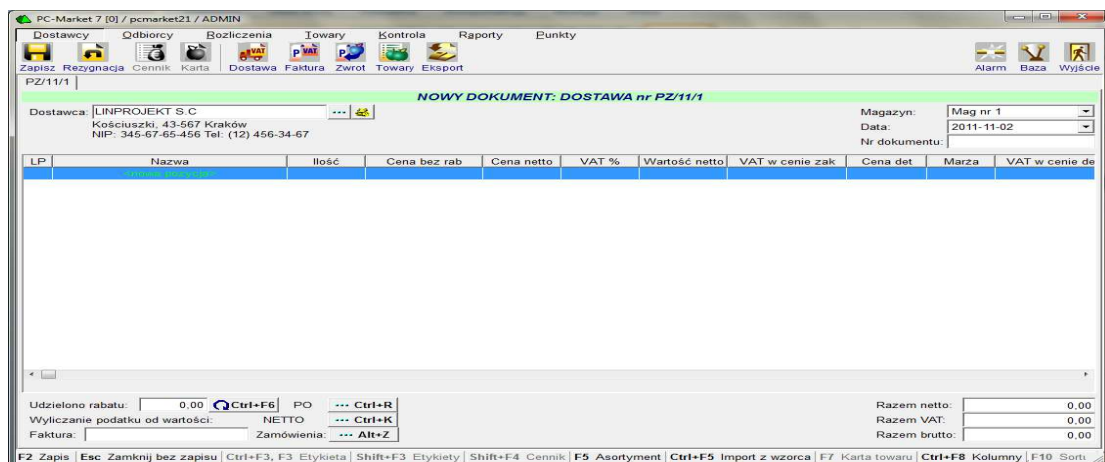 PC-Market 7 [0] / pcmarket21 / ADMIN
Dostawcy Odbiorcy Rozliczenia Towary Kontrola Raporty Punkty
VAT P VAT P
Zapisz Rezygnacja Cennik Karta Dostawa Faktura Zwrot Towary Eksport Alarm Baza Wyjście
PZ/11/1
NOWY DOKUMENT: DOSTAWA nr PZ/11/1
Dostawca: LINPROJEKT S.C ... Magazyn: Mag nr 1
Kościuszki, 43-567 Kraków Data: 2011-11-02
NIP: 345-67-65-456 Tel: (12) 456-34-67
Nr dokumentu:
LP Nazwa Ilość Cena bez rab Cena netto VAT % Wartość netto VAT w cenie zak Cena det Marża VAT w cenie de
<nowa pozycja>
Udzielono rabatu: 0,00 Ctrl+F6 PO ... Ctrl+R Razem netto: 0,00
Wyliczanie podatku od wartości: NETTO ... Ctrl+K Razem VAT: 0,00
Faktura: Zamówienia: ... Alt+Z Razem brutto: 0,00
F2 Zapis Esc Zamknij bez zapisu Ctrl+F3, F3 Etykieta Shift+F3 Etykiety Shift+F4 Cennik F5 Asortyment Ctrl+F5 Import z wzorca F7 Karta towaru Ctrl+F8 Kolumny F10